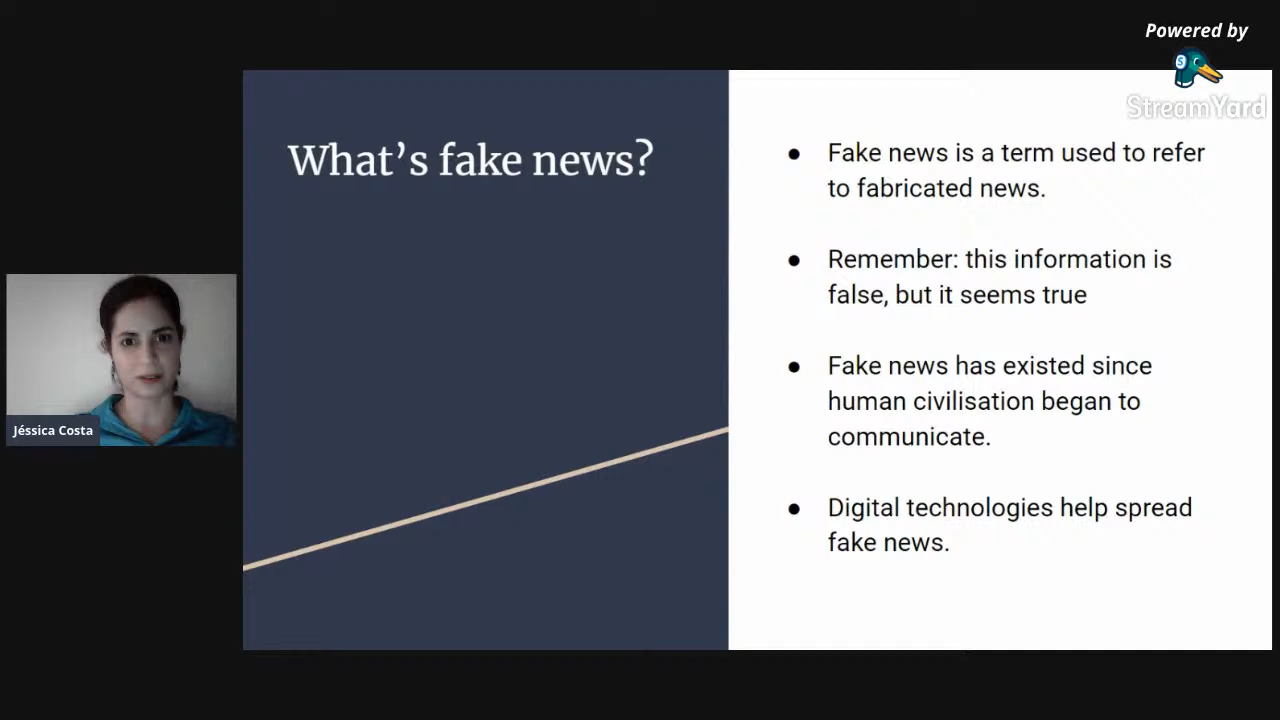 Powered by
StreamYard
What’s fake news?
● Fake news is a term used to refer
to fabricated news.
● Remember: this information is
false, but it seems true
● Fake news has existed since
human civilisation began to
communicate.
● Digital technologies help spread
fake news.
Jéssica Costa